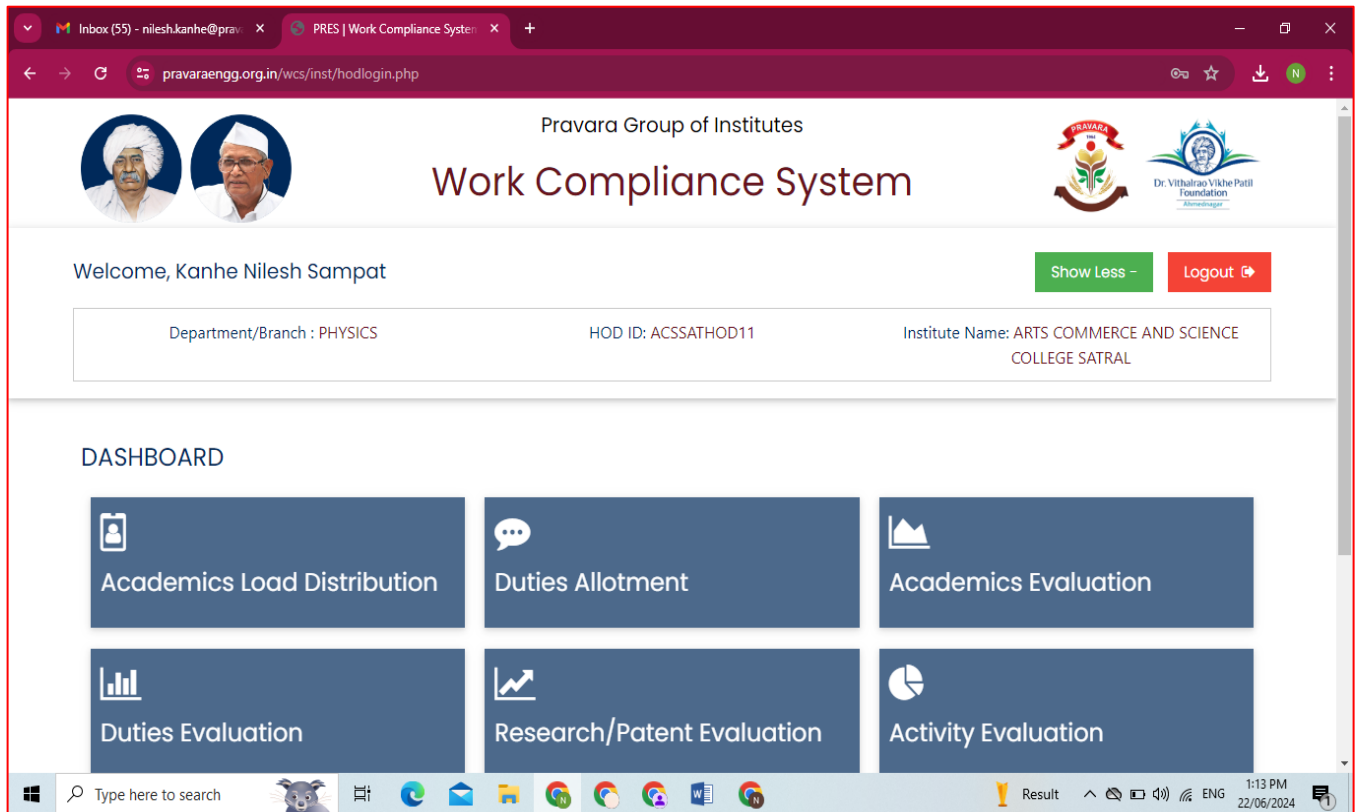 Inbox (55) - nilesh.kanhe@prav
PRES | Work Compliance System
pravaraengg.org.in/wcs/inst/hodlogin.php
N
Pravara Group of Institutes
Work Compliance System
PRAVARA
Dr. Vithalrao Vikhe Patil
Foundation
Ahmednagar
Welcome, Kanhe Nilesh Sampat
Show Less -
Logout
Department/Branch : PHYSICS
HOD ID: ACSSATHOD11
Institute Name: ARTS COMMERCE AND SCIENCE
COLLEGE SATRAL
DASHBOARD
Academics Load Distribution
Duties Allotment
Academics Evaluation
Duties Evaluation
Research/Patent Evaluation
Activity Evaluation
Type here to search
Result
ENG
1:13 PM
22/06/2024